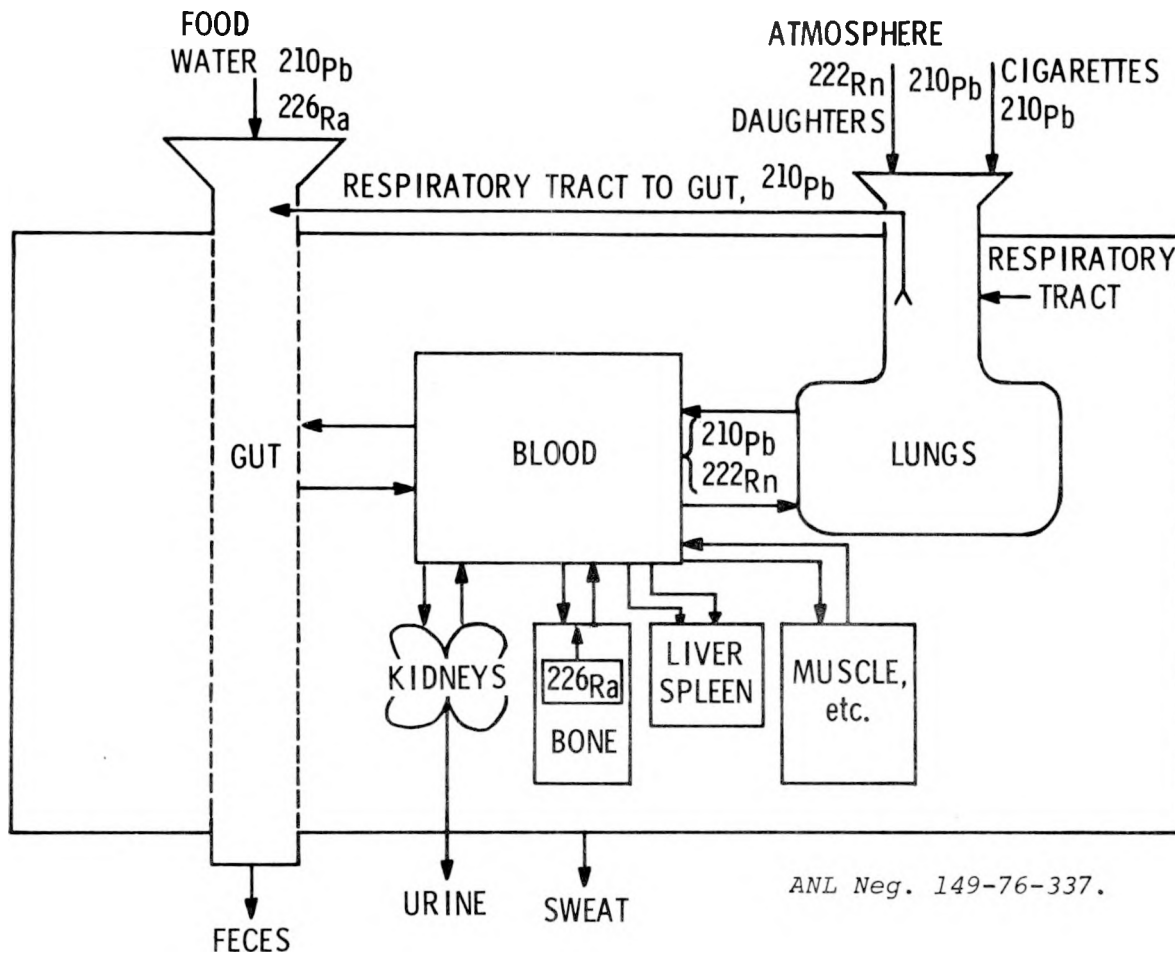 FOOD
WATER 210Pb
226Ra
ATMOSPHERE
222Rn 210Pb CIGARETTES
DAUGHTERS 210Pb
RESPIRATORY TRACT TO GUT, 210Pb
RESPIRATORY
TRACT
GUT
BLOOD
210Pb
222Rn
LUNGS
KIDNEYS
226Ra
BONE
LIVER
SPLEEN
MUSCLE,
etc.
FECES
URINE
SWEAT
ANL Neg. 149-76-337.